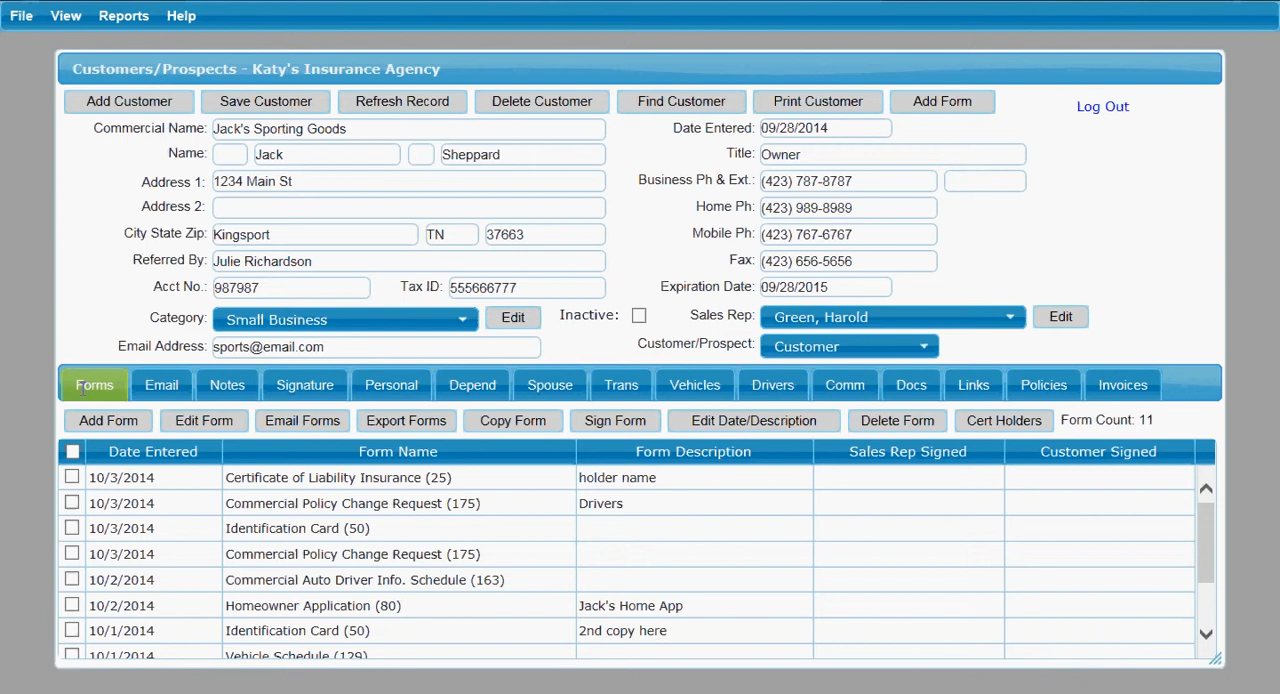 File View Reports Help
Customers/Prospects - Katy's Insurance Agency
Add Customer Save Customer Refresh Record Delete Customer Find Customer Print Customer Add Form Log Out
Commercial Name: Jack's Sporting Goods Date Entered: 09/28/2014
Name: Jack Sheppard Title: Owner
Address 1: 1234 Main St Business Ph & Ext.: (423) 787-8787
Address 2: Home Ph: (423) 989-8989
City State Zip: Kingsport TN 37663 Mobile Ph: (423) 767-6767
Referred By: Julie Richardson Fax: (423) 656-5656
Acct No.: 987987 Tax ID: 555666777 Expiration Date: 09/28/2015
Category: Small Business Edit Inactive: Sales Rep: Green, Harold Edit
Email Address: sports@email.com Customer/Prospect: Customer
Forms Email Notes Signature Personal Depend Spouse Trans Vehicles Drivers Comm Docs Links Policies Invoices
Add Form Edit Form Email Forms Export Forms Copy Form Sign Form Edit Date/Description Delete Form Cert Holders Form Count: 11
Date Entered Form Name Form Description Sales Rep Signed Customer Signed
10/3/2014 Certificate of Liability Insurance (25) holder name
10/3/2014 Commercial Policy Change Request (175) Drivers
10/3/2014 Identification Card (50)
10/3/2014 Commercial Policy Change Request (175)
10/2/2014 Commercial Auto Driver Info. Schedule (163)
10/2/2014 Homeowner Application (80) Jack's Home App
10/1/2014 Identification Card (50) 2nd copy here
10/1/2014 Vehicle Schedule (129)